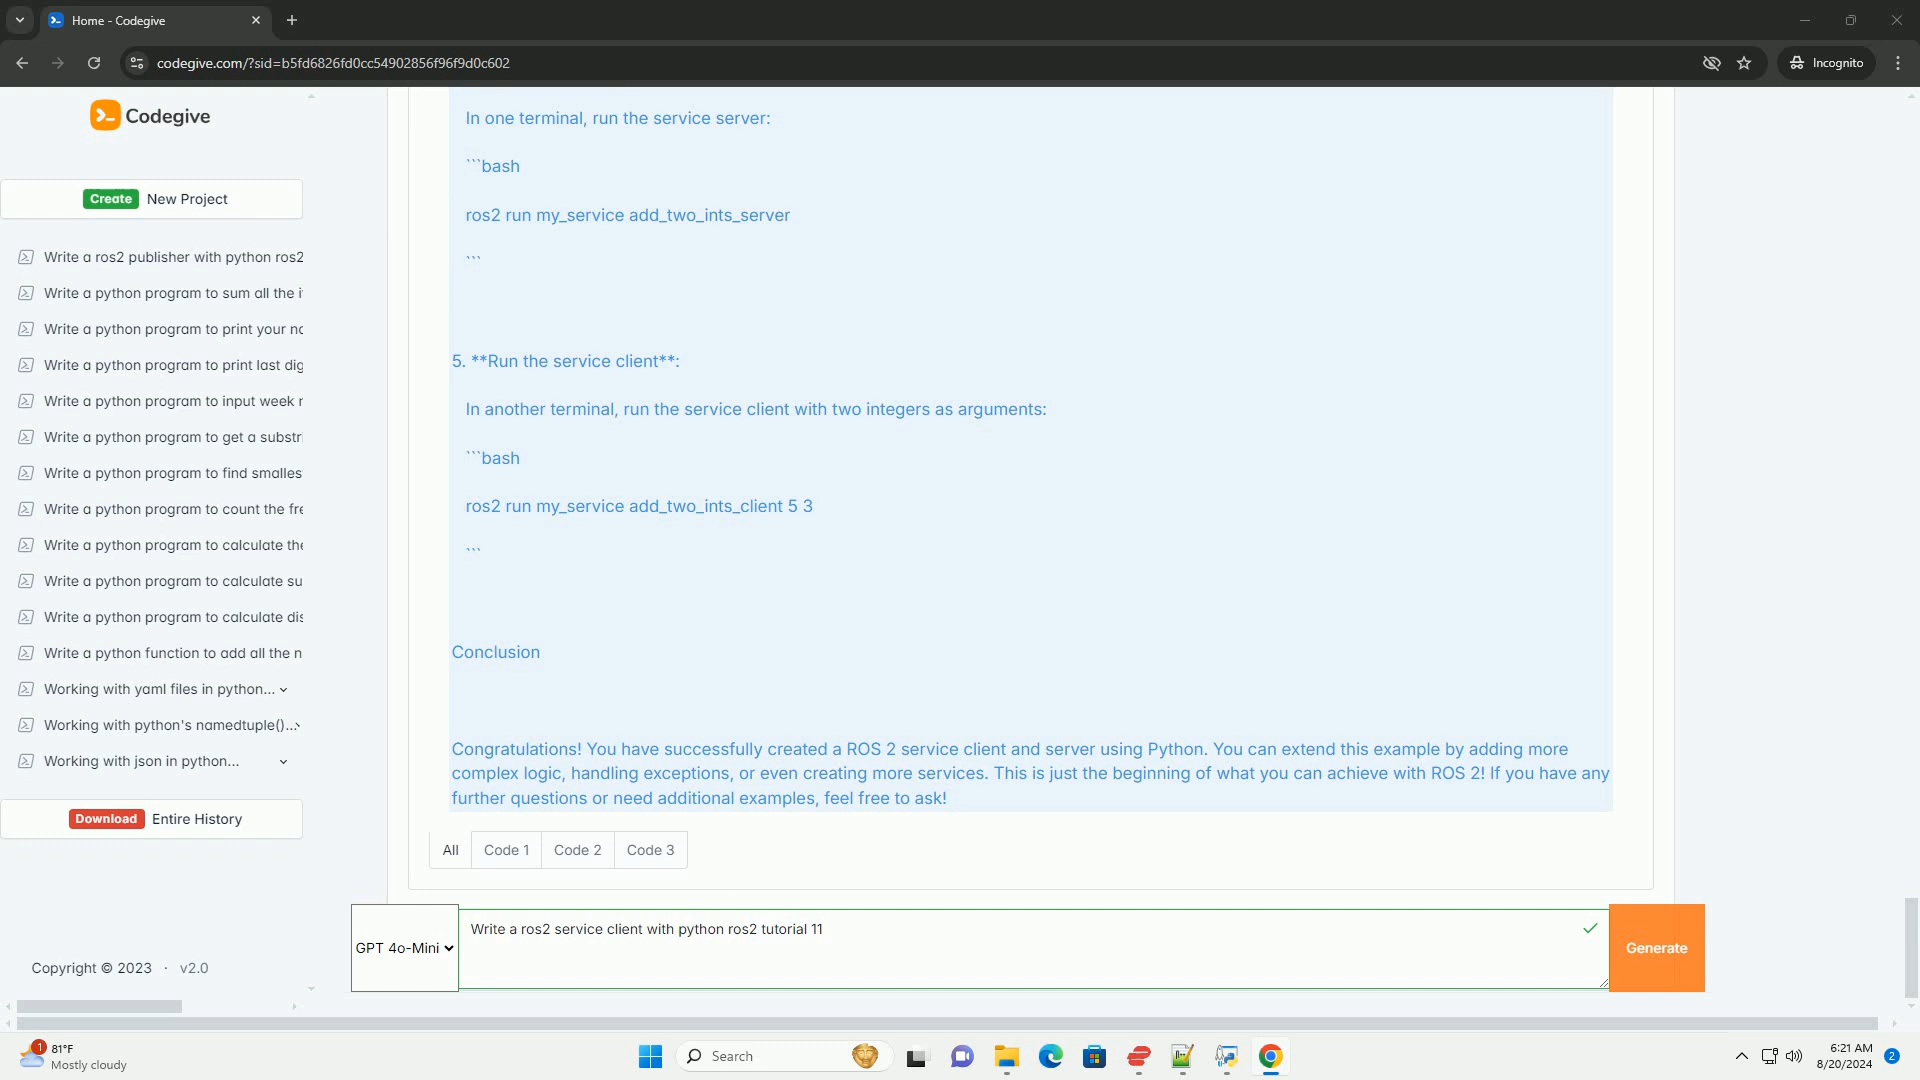 Home - Codegive
codegive.com/?sid=b5fd6826fd0cc54902856f96f9d0c602
Incognito
Codegive
Create New Project
Write a ros2 publisher with python ros2
Write a python program to sum all the i
Write a python program to print your na
Write a python program to print last dig
Write a python program to input week r
Write a python program to get a substri
Write a python program to find smalles
Write a python program to count the fre
Write a python program to calculate the
Write a python program to calculate su
Write a python program to calculate dis
Write a python function to add all the n
Working with yaml files in python...
Working with python's namedtuple()...
Working with json in python...
Download Entire History
Copyright © 2023 · v2.0
In one terminal, run the service server:
```bash
ros2 run my_service add_two_ints_server
```
5. **Run the service client**:
In another terminal, run the service client with two integers as arguments:
```bash
ros2 run my_service add_two_ints_client 5 3
```
Conclusion
Congratulations! You have successfully created a ROS 2 service client and server using Python. You can extend this example by adding more
complex logic, handling exceptions, or even creating more services. This is just the beginning of what you can achieve with ROS 2! If you have any
further questions or need additional examples, feel free to ask!
All Code 1 Code 2 Code 3
GPT 4o-Mini
Write a ros2 service client with python ros2 tutorial 11
Generate
1
81°F
Mostly cloudy
Search
6:21 AM
8/20/2024
2